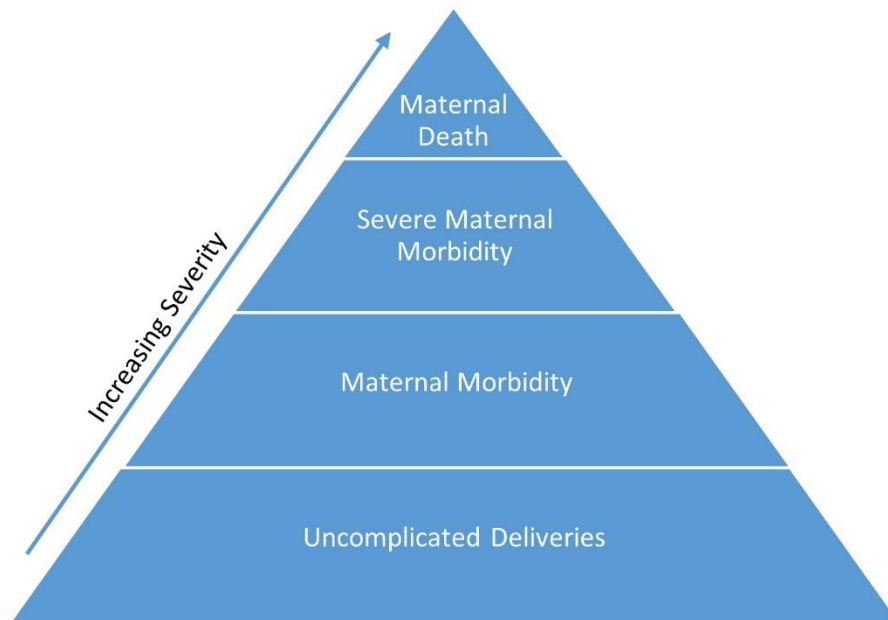 Maternal
Death
Severe Maternal
Morbidity
Increasing Severity
Maternal Morbidity
Uncomplicated Deliveries